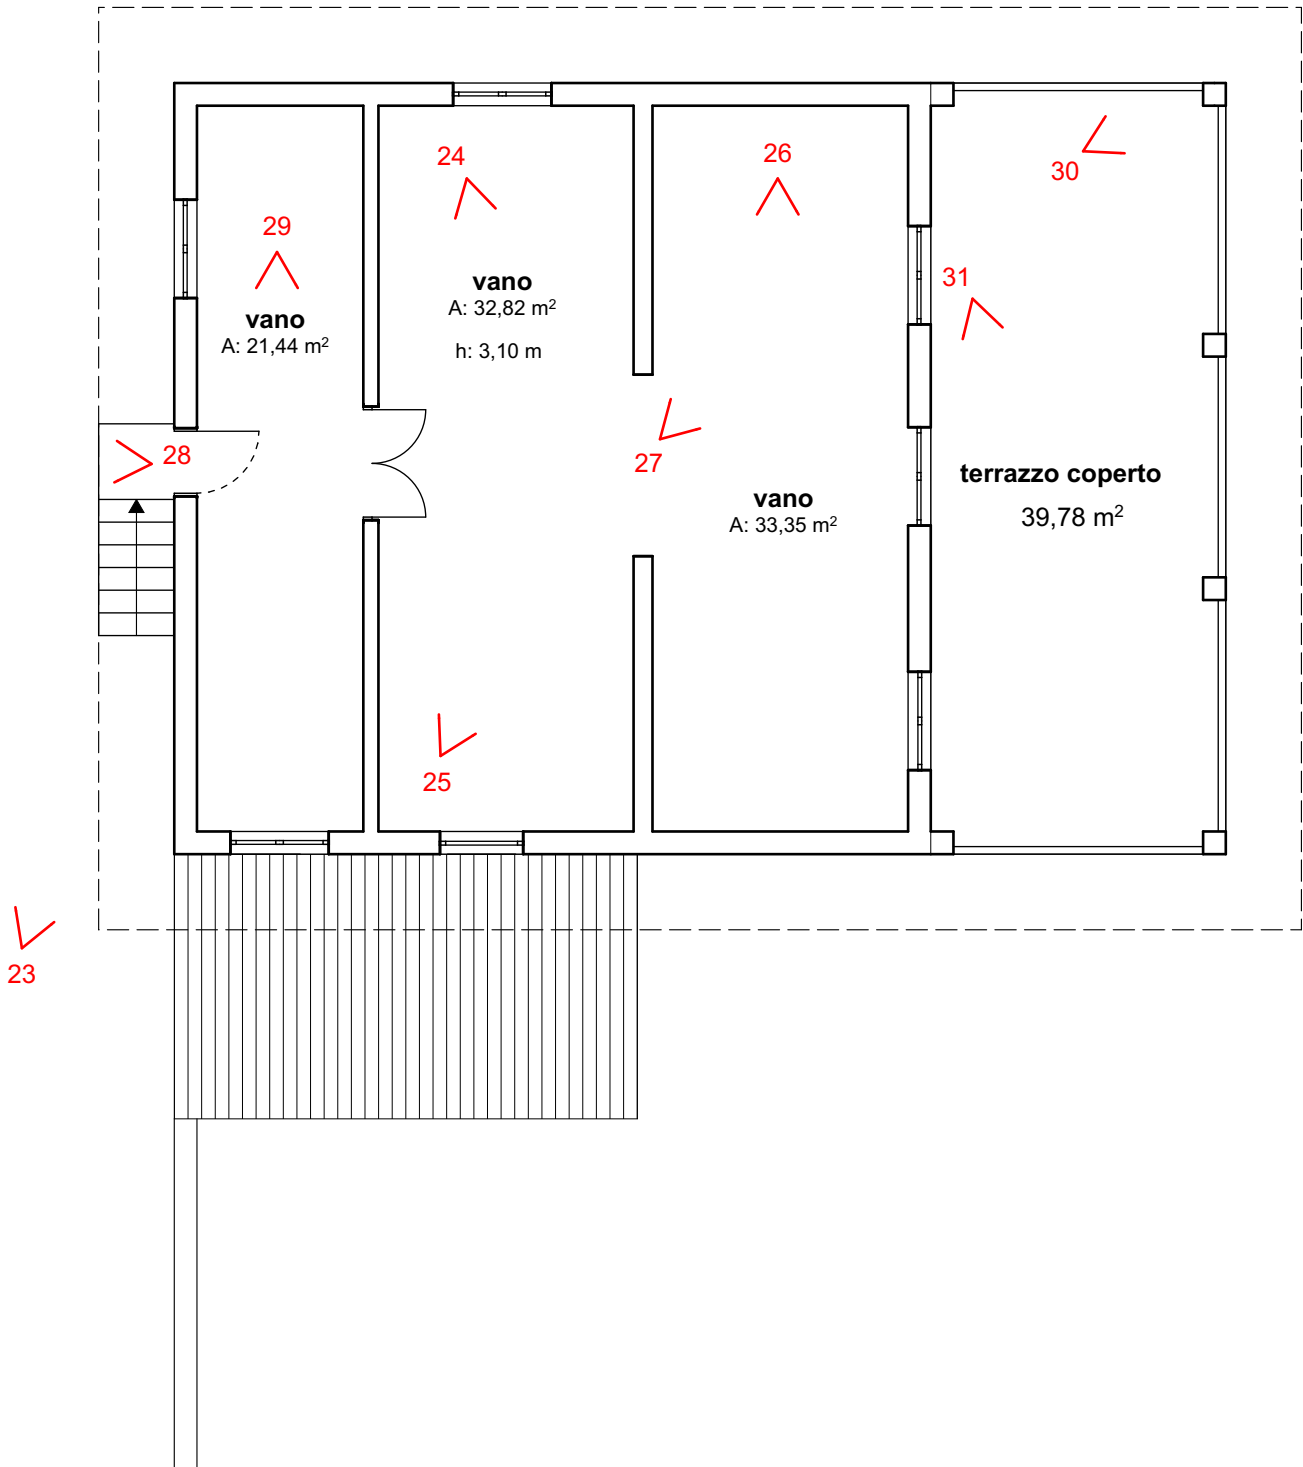 24
26
30
29
31
vano
A: 32,82 m²
h: 3,10 m
vano
A: 21,44 m²
28
27
terrazzo coperto
39,78 m²
vano
A: 33,35 m²
25
23